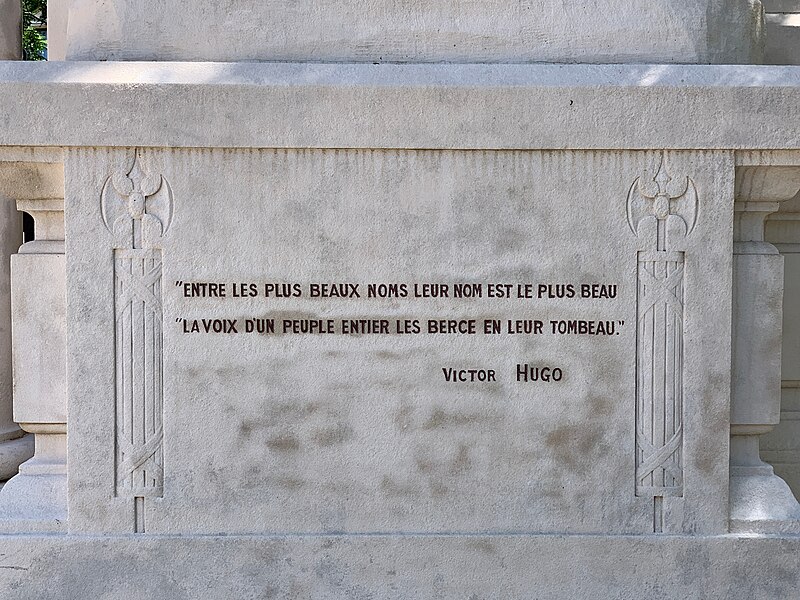 "ENTRE LES PLUS BEAUX NOMS LEUR NOM EST LE PLUS BEAU
"LA VOIX D'UN PEUPLE ENTIER LES BERCE EN LEUR TOMBEAU."
VICTOR HUGO